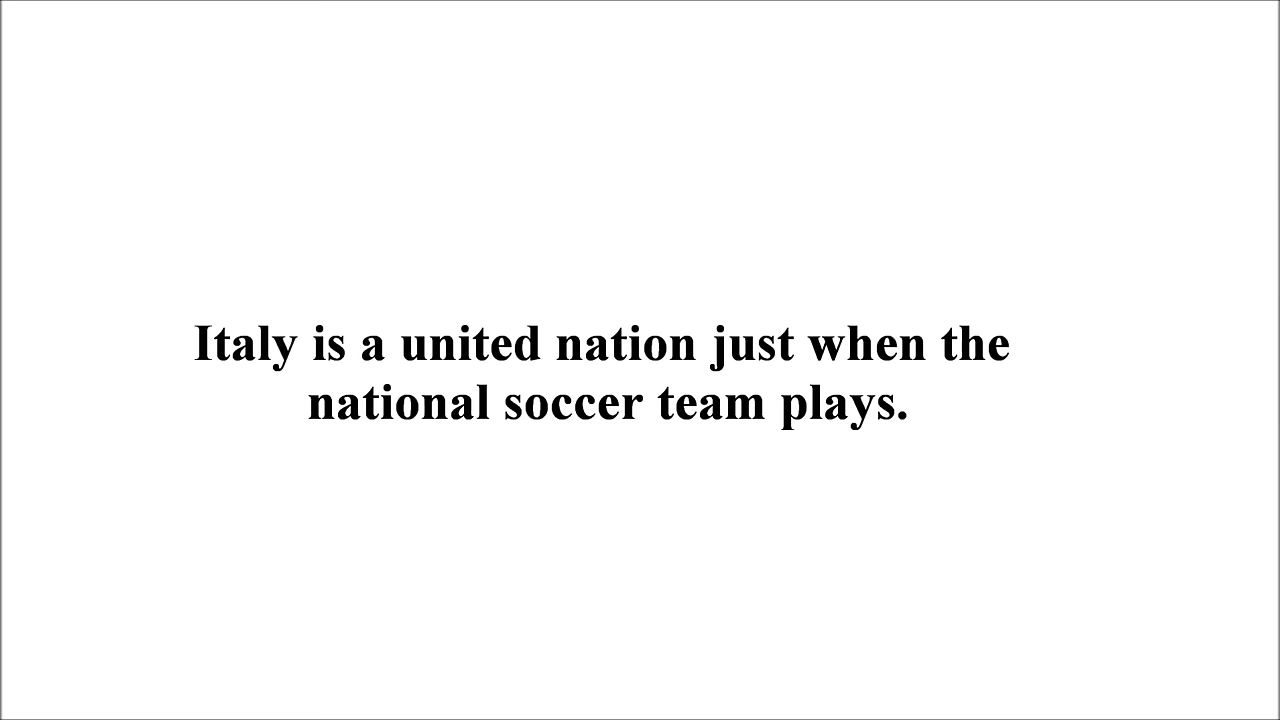 Italy is a united nation just when the
national soccer team plays.